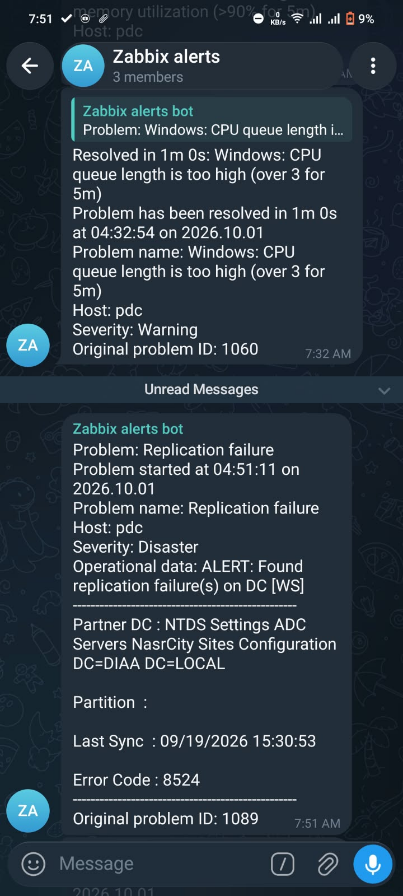 7:51
0
KB/s
9%
memory utilization (>90% for 5m)
Host: pdc
ZA
Zabbix alerts
3 members
AM
Zabbix alerts bot
Problem: Windows: CPU queue length i...
Resolved in 1m 0s: Windows: CPU
queue length is too high (over 3 for
5m)
Problem has been resolved in 1m 0s
at 04:32:54 on 2026.10.01
Problem name: Windows: CPU
queue length is too high (over 3 for
5m)
Host: pdc
Severity: Warning
Original problem ID: 1060
7:32 AM
ZA
Unread Messages
Zabbix alerts bot
Problem: Replication failure
Problem started at 04:51:11 on
2026.10.01
Problem name: Replication failure
Host: pdc
Severity: Disaster
Operational data: ALERT: Found
replication failure(s) on DC [WS]
--------------------------------------------------
Partner DC : NTDS Settings ADC
Servers NasrCity Sites Configuration
DC=DIAA DC=LOCAL
Partition :
Last Sync : 09/19/2026 15:30:53
Error Code : 8524
--------------------------------------------------
Original problem ID: 1089
7:51 AM
ZA
Message
2026.10.01